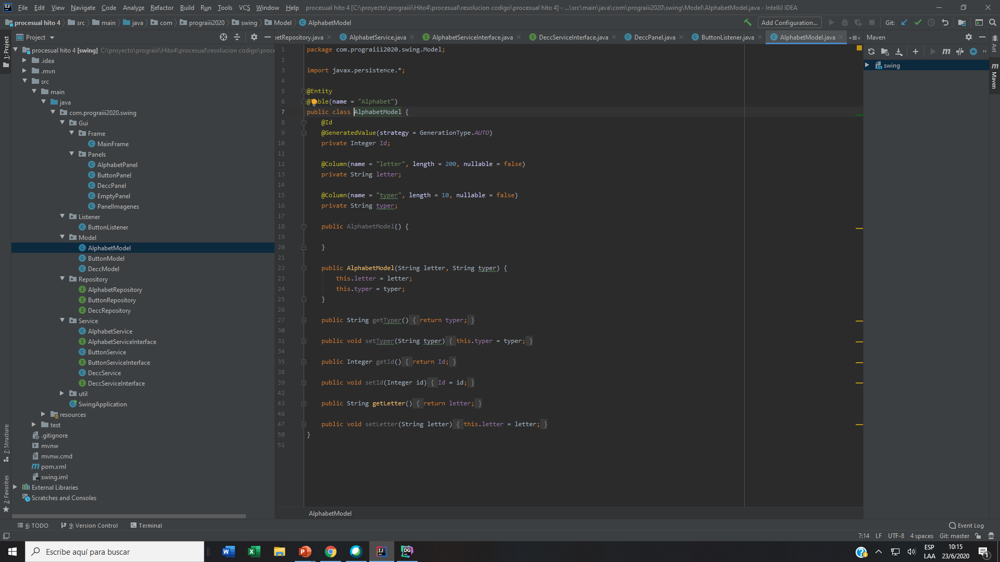 File Edit View Navigate Code Analyze Refactor Build Run Tools VCS Window Help procesual hito 4 [C:\proyecto\prograiii\Hito4\procesual\resolucion codigo\procesual hito 4] - ...\src\main\java\com\prograiii2020\swing\Model\AlphabetModel.java - IntelliJ IDEA
procesual hito 4 src main java com prograiii2020 swing Model AlphabetModel Add Configuration... Git:
Project
betRepository.java AlphabetService.java AlphabetServiceInterface.java DeccServiceInterface.java DeccPanel.java ButtonListener.java AlphabetModel.java
Maven
swing
1: Project
7: Structure
2: Favorites
Ant
Maven
procesual hito 4 [swing] C:\proyecto\prograiii\Hito4\procesual\resolucion codigo\proce
.idea
.mvn
src
main
java
com.prograiii2020.swing
Gui
Frame
MainFrame
Panels
AlphabetPanel
ButtonPanel
DeccPanel
EmptyPanel
PanelImagenes
Listener
ButtonListener
Model
AlphabetModel
ButtonModel
DeccModel
Repository
AlphabetRepository
ButtonRepository
DeccRepository
Service
AlphabetService
AlphabetServiceInterface
ButtonService
ButtonServiceInterface
DeccService
DeccServiceInterface
util
SwingApplication
resources
test
.gitignore
mvnw
mvnw.cmd
pom.xml
swing.iml
External Libraries
Scratches and Consoles
1 package com.prograiii2020.swing.Model;
2
3 import javax.persistence.*;
4
5 @Entity
6 @Table(name = "Alphabet")
7 public class AlphabetModel {
8 @Id
9 @GeneratedValue(strategy = GenerationType.AUTO)
10 private Integer Id;
11
12 @Column(name = "letter", length = 200, nullable = false)
13 private String letter;
14
15 @Column(name = "typer", length = 10, nullable = false)
16 private String typer;
17
18 public AlphabetModel() {
19
20 }
21
22 public AlphabetModel(String letter, String typer) {
23 this.letter = letter;
24 this.typer = typer;
25 }
26
27 public String getTyper() { return typer; }
30
31 public void setTyper(String typer) { this.typer = typer; }
34
35 public Integer getId() { return Id; }
38
39 public void setId(Integer id) { Id = id; }
42
43 public String getLetter() { return letter; }
46
47 public void setLetter(String letter) { this.letter = letter; }
50 }
51
AlphabetModel
6: TODO 9: Version Control Terminal Event Log
7:14 LF UTF-8 4 spaces Git: master
Escribe aquí para buscar
ESP
LAA
10:15
23/6/2020
1